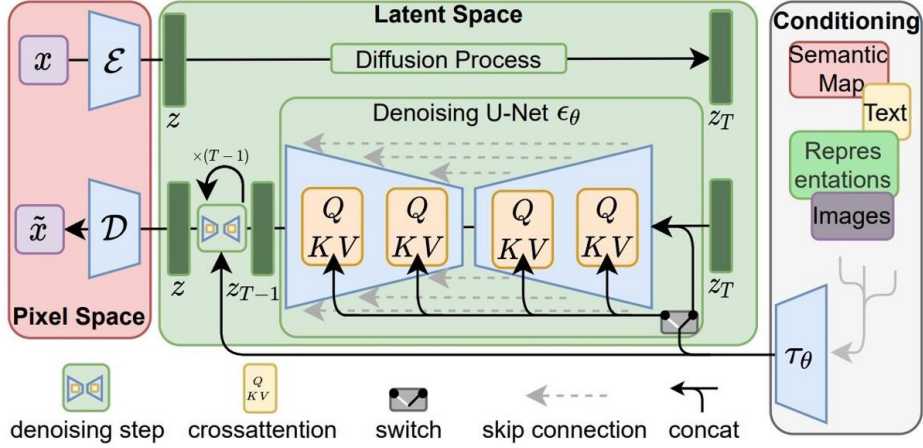 Latent Space
Conditioning
x
ℰ
z
Diffusion Process
z_T
Semantic
Map
Text
Repres
entations
Images
Denoising U-Net ϵ_θ
×(T−1)
Q
KV
Q
KV
Q
KV
Q
KV
x̃
𝒟
z
z_{T−1}
z_T
Pixel Space
τ_θ
Q
KV
denoising step
crossattention
switch
skip connection
concat